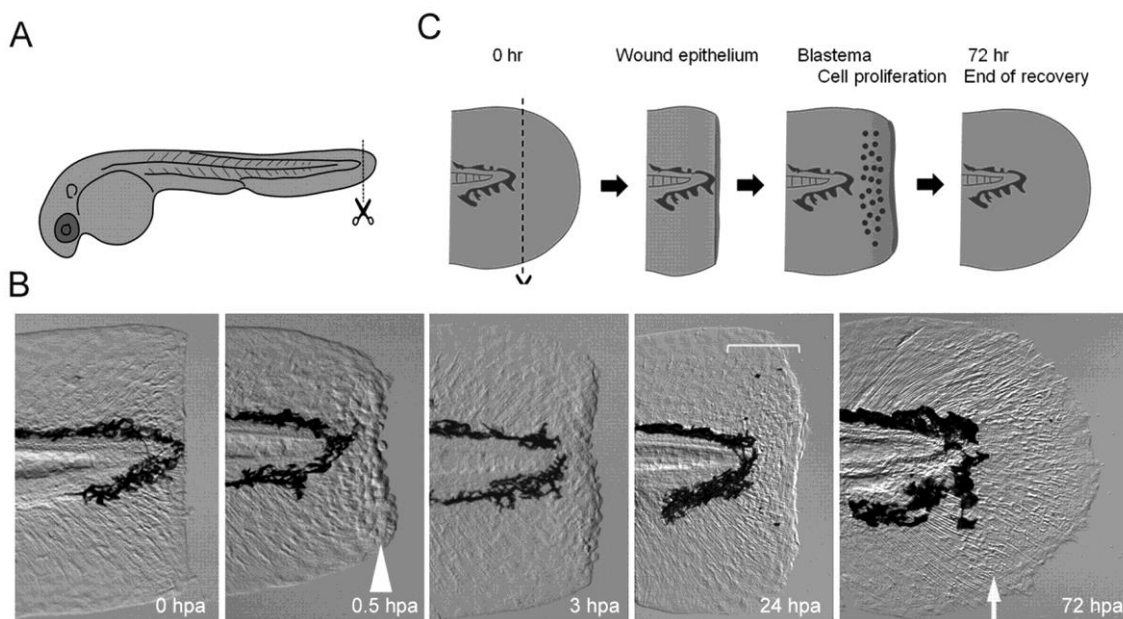 A
C
0 hr
Wound epithelium
Blastema
Cell proliferation
72 hr
End of recovery
B
0 hpa
0.5 hpa
3 hpa
24 hpa
72 hpa